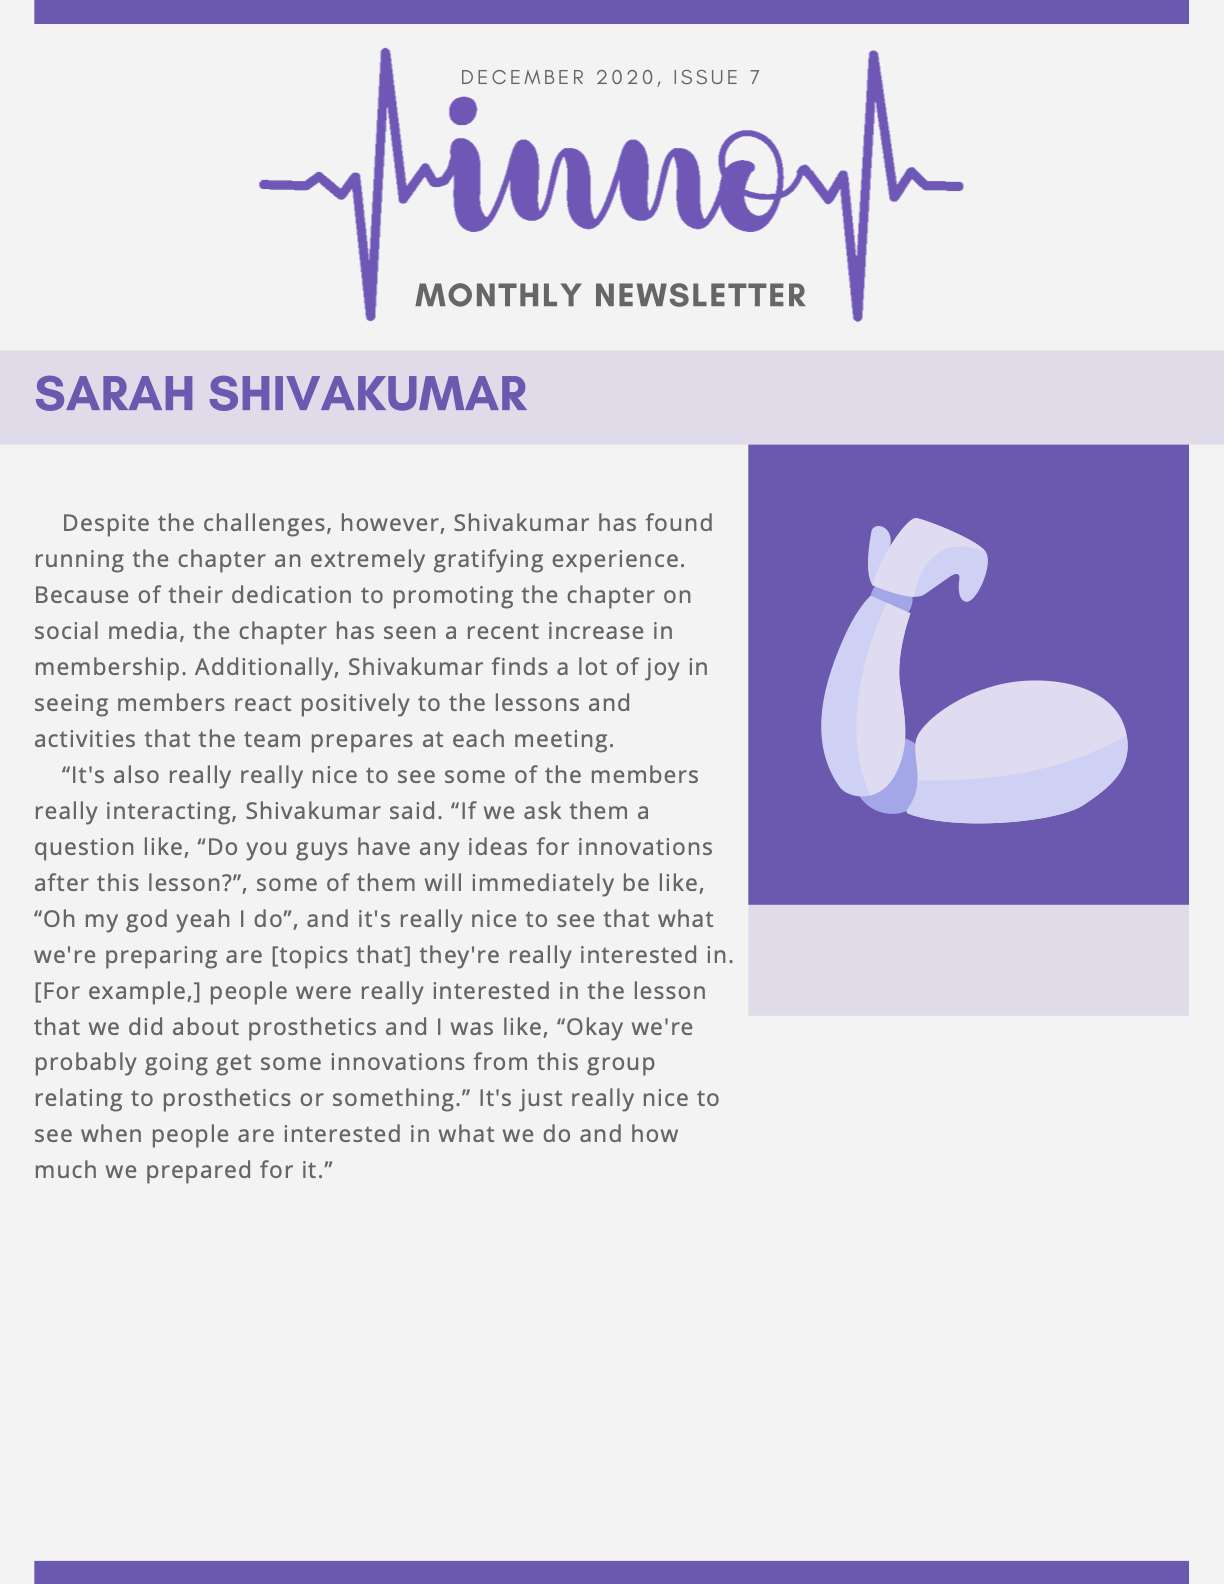 DECEMBER 2020, ISSUE 7
inno
MONTHLY NEWSLETTER
SARAH SHIVAKUMAR
Despite the challenges, however, Shivakumar has found
running the chapter an extremely gratifying experience.
Because of their dedication to promoting the chapter on
social media, the chapter has seen a recent increase in
membership. Additionally, Shivakumar finds a lot of joy in
seeing members react positively to the lessons and
activities that the team prepares at each meeting.
“It's also really really nice to see some of the members
really interacting, Shivakumar said. “If we ask them a
question like, “Do you guys have any ideas for innovations
after this lesson?”, some of them will immediately be like,
“Oh my god yeah I do”, and it's really nice to see that what
we're preparing are [topics that] they're really interested in.
[For example,] people were really interested in the lesson
that we did about prosthetics and I was like, “Okay we're
probably going get some innovations from this group
relating to prosthetics or something.” It's just really nice to
see when people are interested in what we do and how
much we prepared for it.”